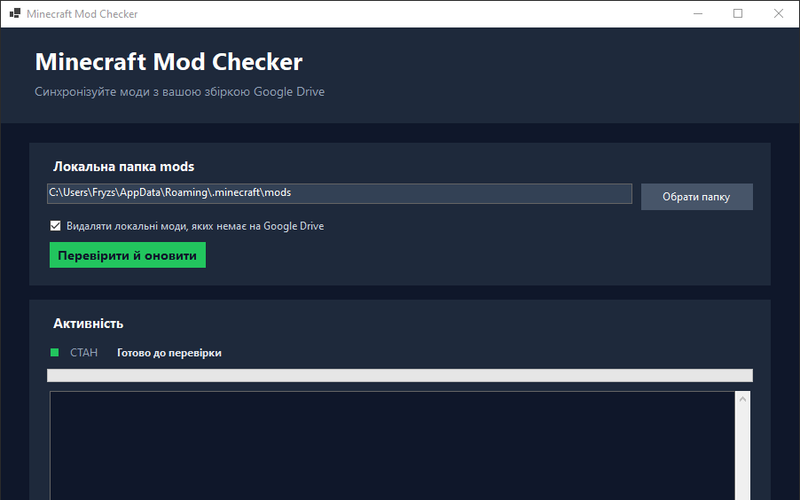 Minecraft Mod Checker
Minecraft Mod Checker
Синхронізуйте моди з вашою збіркою Google Drive
Локальна папка mods
C:\Users\Fryzs\AppData\Roaming\.minecraft\mods
Обрати папку
Видаляти локальні моди, яких немає на Google Drive
Перевірити й оновити
Активність
СТАН Готово до перевірки